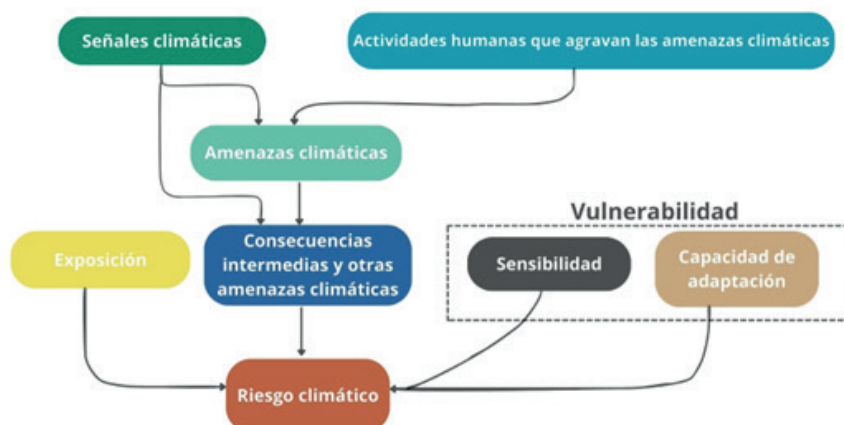 Señales climáticas
Actividades humanas que agravan las amenazas climáticas
Amenazas climáticas
Vulnerabilidad
Exposición
Consecuencias
intermedias y otras
amenazas climáticas
Sensibilidad
Capacidad de
adaptación
Riesgo climático